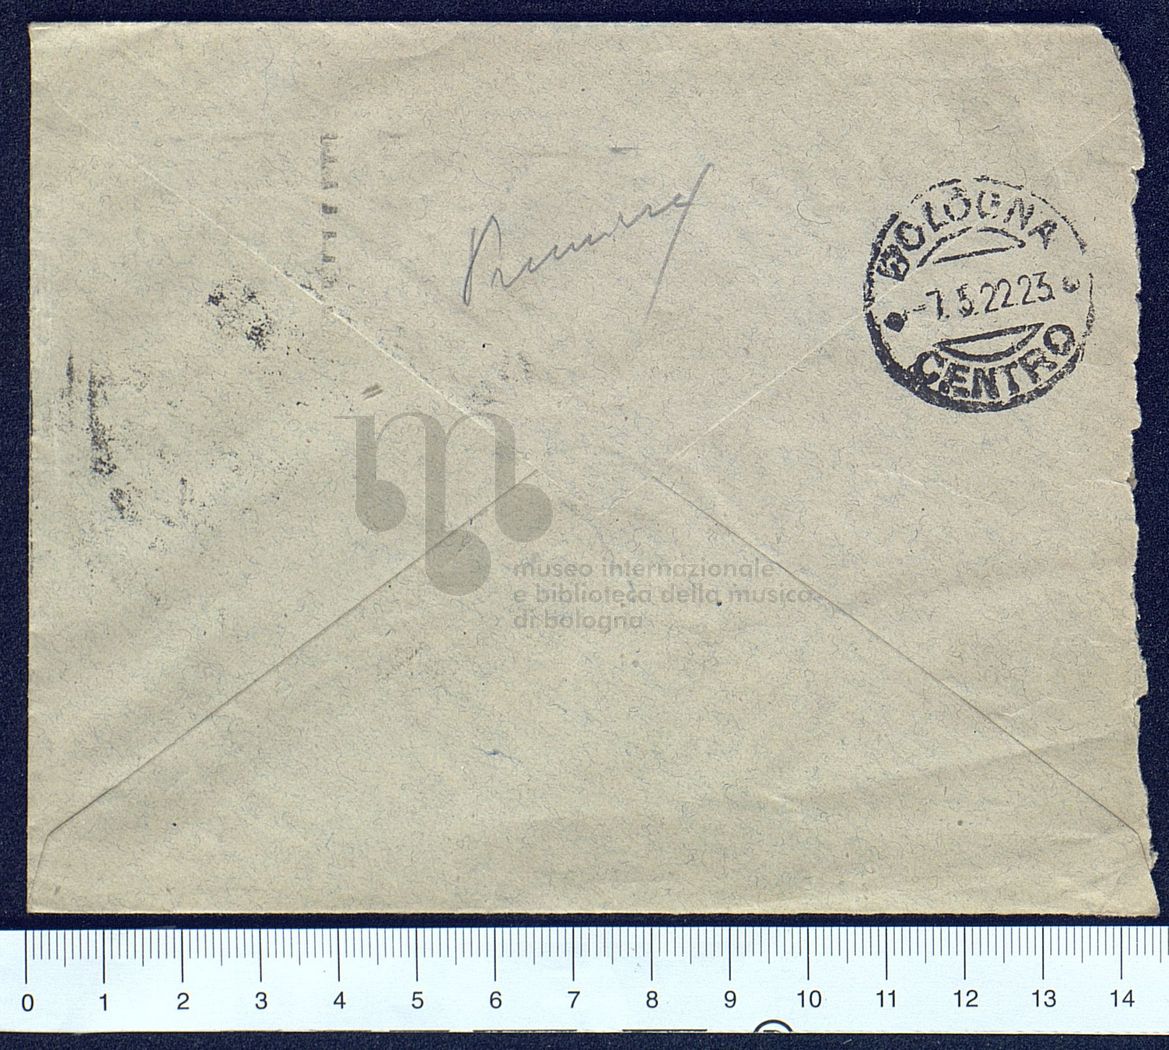 BOLOGNA
-7.5.22 23
CENTRO
museo internazionale
e biblioteca della musica
di bologna
0 1 2 3 4 5 6 7 8 9 10 11 12 13 14